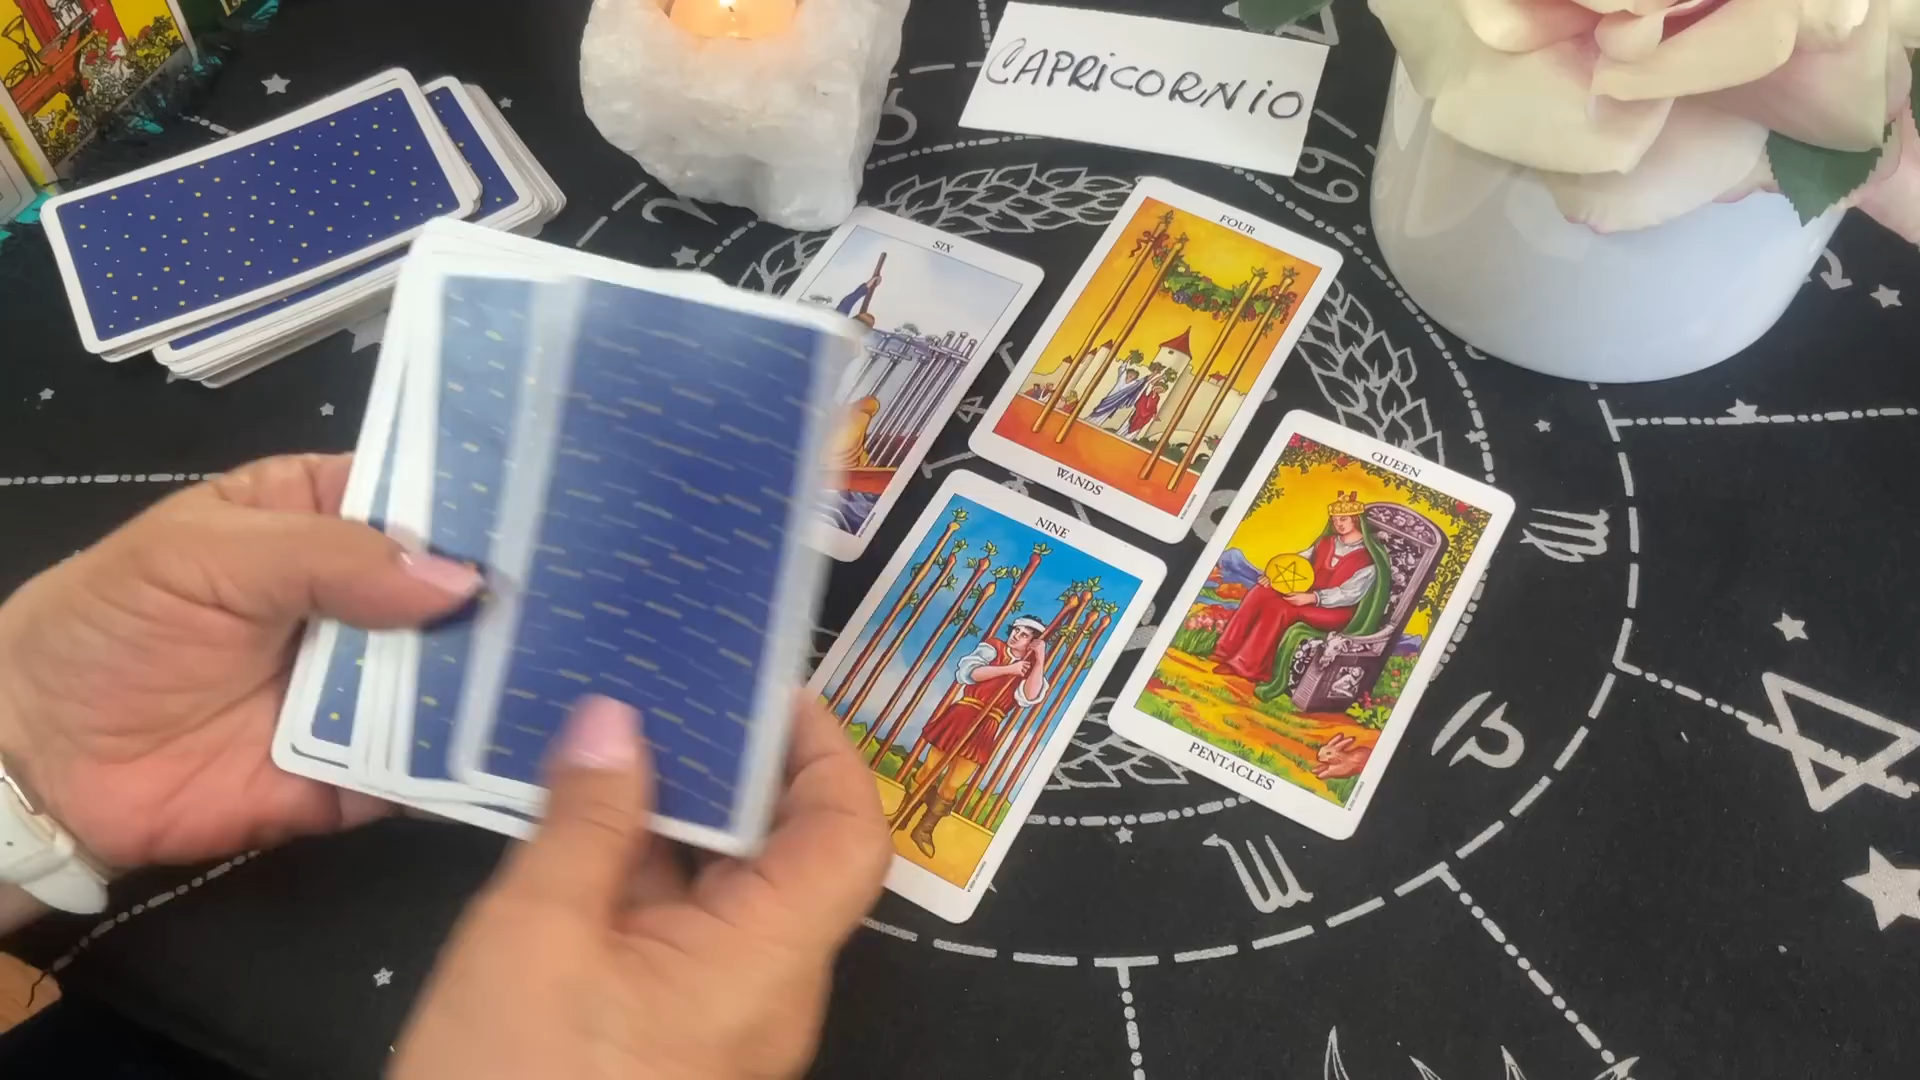 CAPRICORNIO
SIX
FOUR
WANDS
NINE
QUEEN
PENTACLES